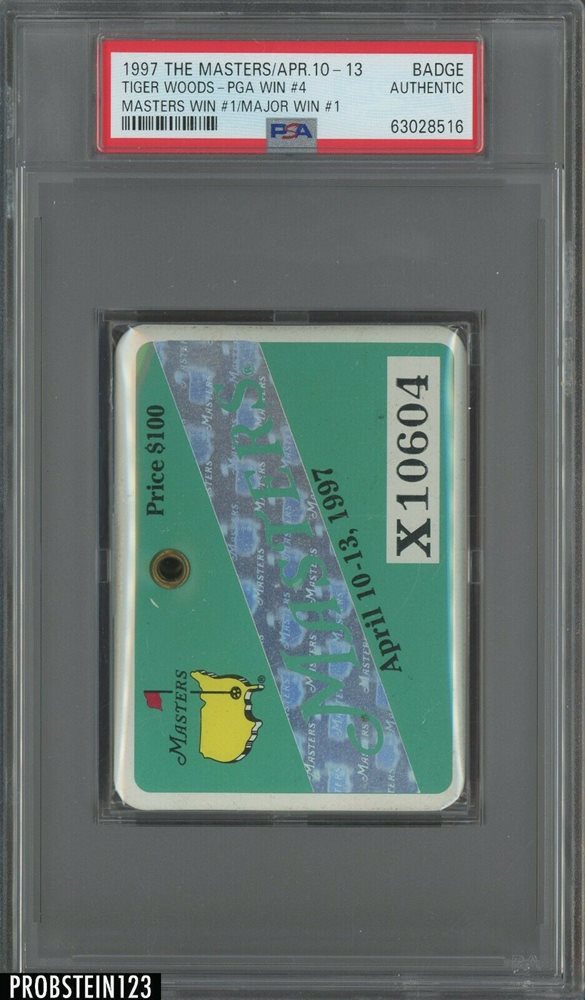 1997 THE MASTERS/APR.10-13 BADGE
TIGER WOODS-PGA WIN #4 AUTHENTIC
MASTERS WIN #1/MAJOR WIN #1
PSA 63028516
Price $100
MASTERS®
April 10-13, 1997
X10604
MASTERS
®
PROBSTEIN123